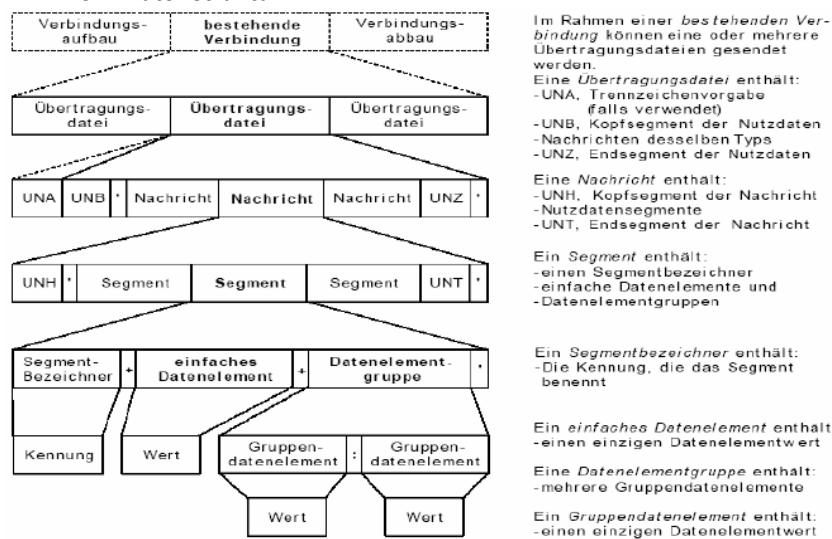 Verbindungs-
aufbau
bestehende
Verbindung
Verbindungs-
abbau
Übertragungs-
datei
Übertragungs-
datei
Übertragungs-
datei
UNA UNB ' Nachricht Nachricht Nachricht UNZ '
UNH ' Segment Segment Segment UNT '
Segment-
Bezeichner
+
einfaches
Datenelement
+
Datenelement-
gruppe
'
Kennung
Wert
Gruppen-
datenelement
:
Gruppen-
datenelement
Wert
Wert
Im Rahmen einer bestehenden Ver-
bindung können eine oder mehrere
Übertragungsdateien gesendet
werden.
Eine Übertragungsdatei enthält:
-UNA, Trennzeichenvorgabe
(falls verwendet)
-UNB, Kopfsegment der Nutzdaten
-Nachrichten desselben Typs
-UNZ, Endsegment der Nutzdaten
Eine Nachricht enthält:
-UNH, Kopfsegment der Nachricht
-Nutzdatensegmente
-UNT, Endsegment der Nachricht
Ein Segment enthält:
-einen Segmentbezeichner
-einfache Datenelemente und
-Datenelementgruppen
Ein Segmentbezeichner enthält:
-Die Kennung, die das Segment
benennt
Ein einfaches Datenelement enthält
-einen einzigen Datenelementwert
Eine Datenelementgruppe enthält:
-mehrere Gruppendatenelemente
Ein Gruppendatenelement enthält:
-einen einzigen Datenelementwert